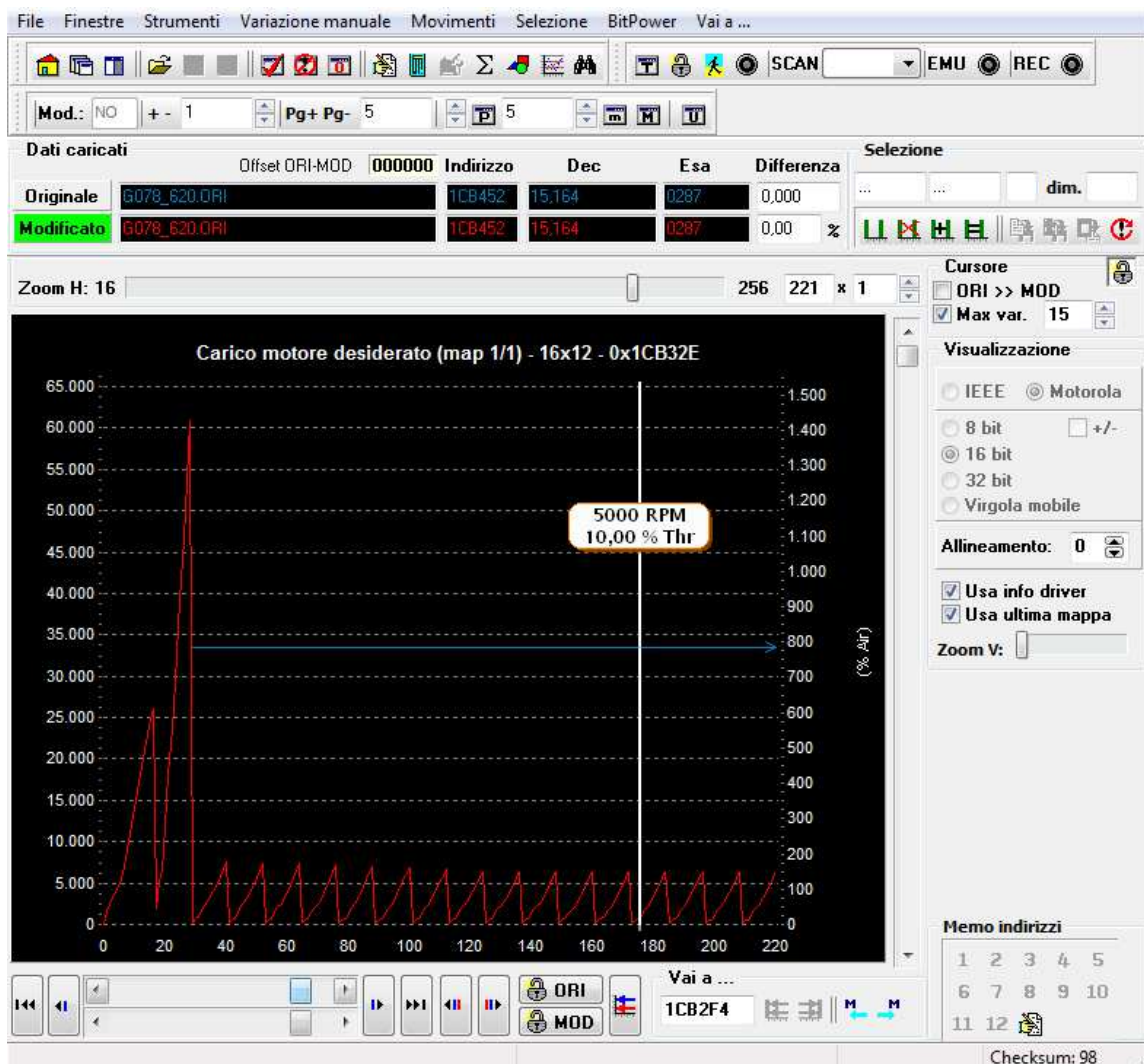 File Finestre Strumenti Variazione manuale Movimenti Selezione BitPower Vai a ...
SCAN EMU REC
Mod.: NO + - 1 Pg+ Pg- 5 P 5 m M U
Dati caricati
Offset ORI-MOD 000000 Indirizzo Dec Esa Differenza
Originale G078_620.ORI 1CB452 15,164 0287 0,000
Modificato G078_620.ORI 1CB452 15,164 0287 0,00 %
Selezione
... ... dim.
Zoom H: 16 256 221 x 1
Cursore
ORI >> MOD
Max var. 15
Carico motore desiderato (map 1/1) - 16x12 - 0x1CB32E
65.000
60.000
55.000
50.000
45.000
40.000
35.000
30.000
25.000
20.000
15.000
10.000
5.000
0
5000 RPM
10,00 % Thr
1.500
1.400
1.300
1.200
1.100
1.000
900
800
700
600
500
400
300
200
100
0
(% Air)
0 20 40 60 80 100 120 140 160 180 200 220
Visualizzazione
IEEE Motorola
8 bit +/-
16 bit
32 bit
Virgola mobile
Allineamento: 0
Usa info driver
Usa ultima mappa
Zoom V:
Memo indirizzi
1 2 3 4 5
6 7 8 9 10
11 12
ORI
MOD
Vai a ...
1CB2F4
M M
Checksum: 98